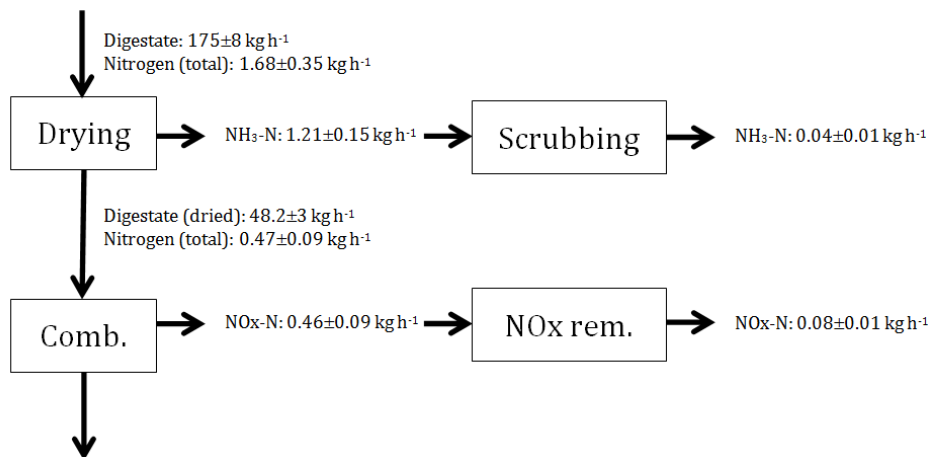 Digestate: 175±8 kg h⁻¹
Nitrogen (total): 1.68±0.35 kg h⁻¹
Drying
NH₃-N: 1.21±0.15 kg h⁻¹
Scrubbing
NH₃-N: 0.04±0.01 kg h⁻¹
Digestate (dried): 48.2±3 kg h⁻¹
Nitrogen (total): 0.47±0.09 kg h⁻¹
Comb.
NOx-N: 0.46±0.09 kg h⁻¹
NOx rem.
NOx-N: 0.08±0.01 kg h⁻¹